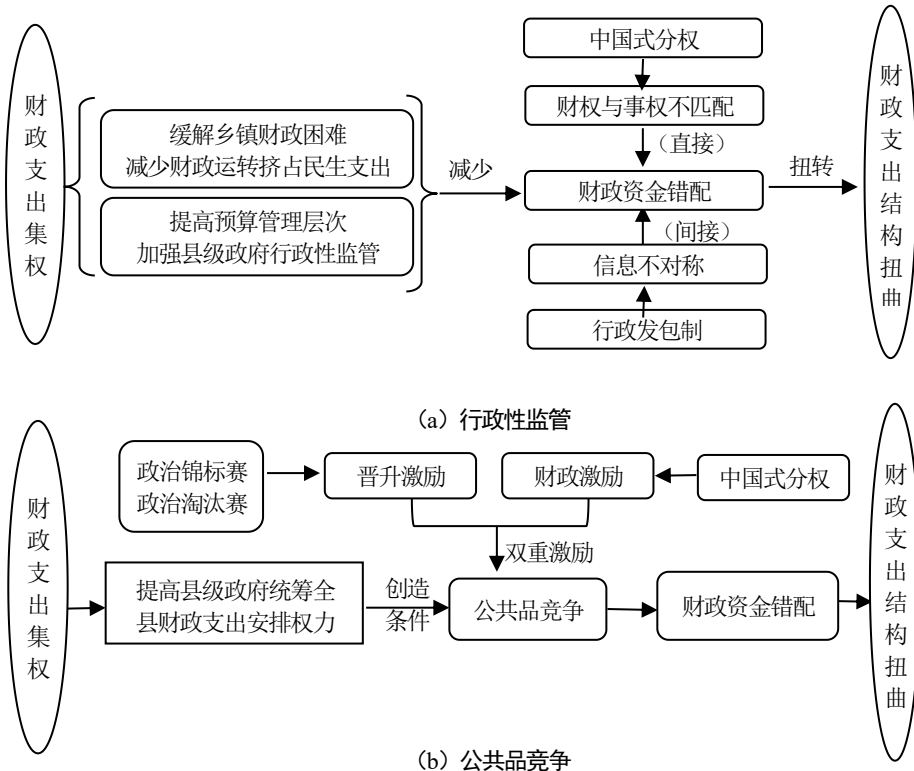 财政支出集权
缓解乡镇财政困难
减少财政运转挤占民生支出
提高预算管理层次
加强县级政府行政性监管
减少
中国式分权
财权与事权不匹配
（直接）
财政资金错配
（间接）
信息不对称
行政发包制
扭转
财政支出结构扭曲
（a）行政性监管
财政支出集权
政治锦标赛
政治淘汰赛
晋升激励
财政激励
中国式分权
双重激励
提高县级政府统筹全
县财政支出安排权力
创造
条件
公共品竞争
财政资金错配
财政支出结构扭曲
（b）公共品竞争